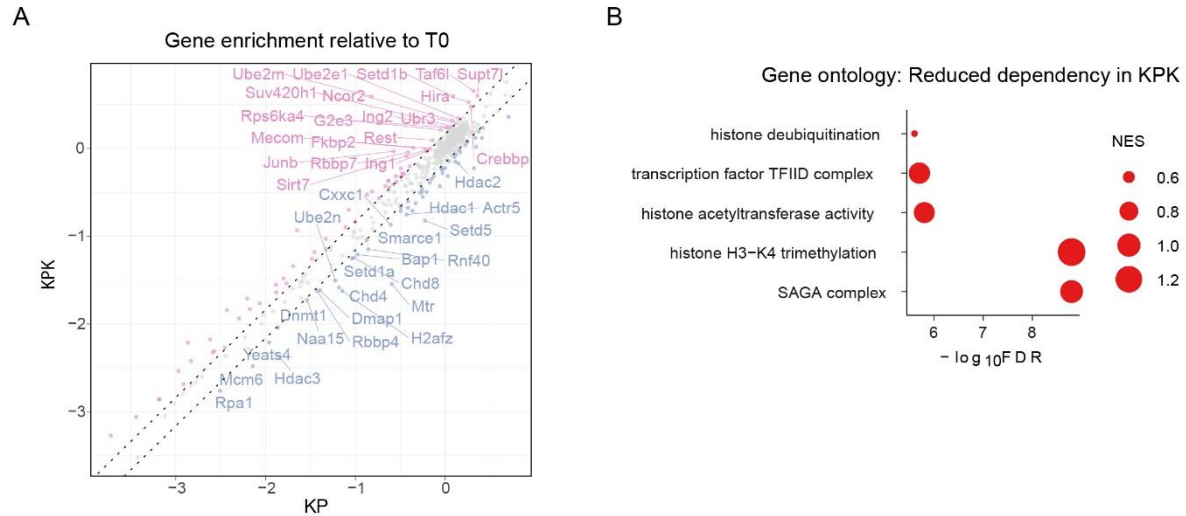 A
B
Gene enrichment relative to T0
Gene ontology: Reduced dependency in KPK
Ube2m Ube2e1 Setd1b Taf6l Supt7l
Suv420h1 Ncor2 Hira
Rps6ka4 G2e3 Ing2 Ubr3
Mecom Fkbp2 Rest
Junb Rbbp7 Ing1 Crebbp
Sirt7
Cxxc1 Hdac2
Ube2n Hdac1 Actr5
Smarce1 Setd5
Bap1 Rnf40
Setd1a Chd8
Chd4 Mtr
Dnmt1 Dmap1
Naa15 Rbbp4 H2afz
Yeats4
Mcm6 Hdac3
Rpa1
KPK
0
−1
−2
−3
−3 −2 −1 0
KP
histone deubiquitination
transcription factor TFIID complex
histone acetyltransferase activity
histone H3−K4 trimethylation
SAGA complex
6 7 8
− log 10 F D R
NES
0.6
0.8
1.0
1.2